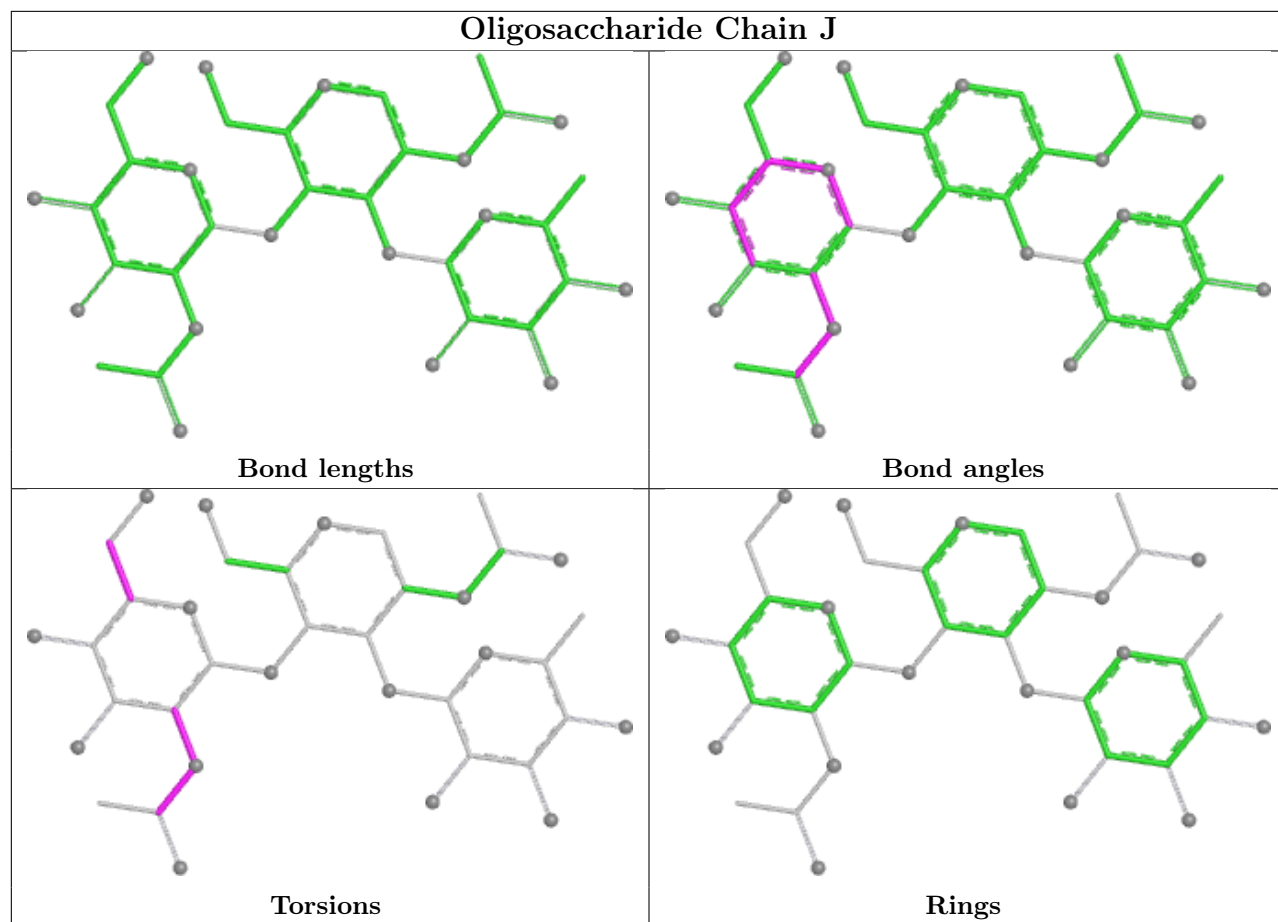 Oligosaccharide Chain J
Bond lengths
Bond angles
Torsions
Rings